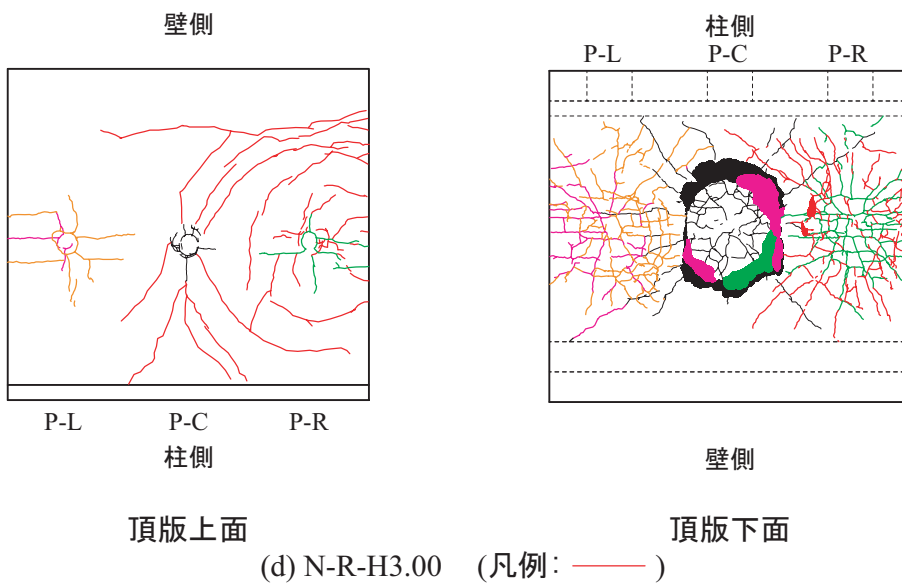 壁側
P-L P-C P-R
柱側
頂版上面
柱側
P-L P-C P-R
壁側
頂版下面
(d) N-R-H3.00 (凡例: )